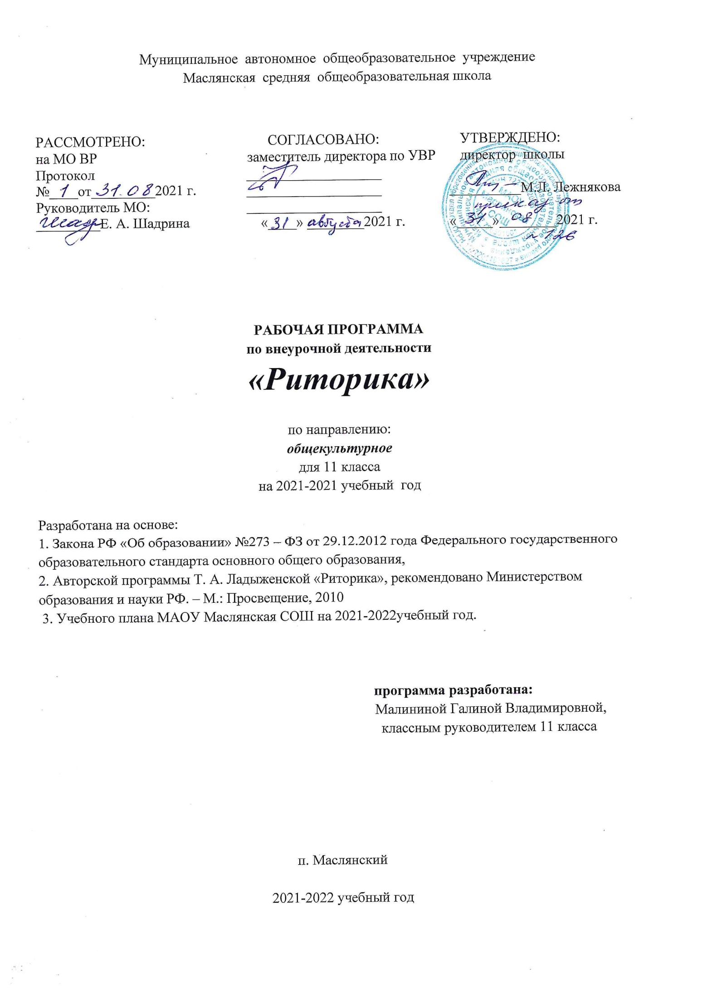 Муниципальное автономное общеобразовательное учреждение
Маслянская средняя общеобразовательная школа
РАССМОТРЕНО:
на МО ВР
Протокол
№ 1 от 31.08 2021 г.
Руководитель МО:
Е. А. Шадрина
СОГЛАСОВАНО:
заместитель директора по УВР
« 31 » августа 2021 г.
УТВЕРЖДЕНО:
директор школы
М.Л. Лежнякова
приказ от
« 31 » 08 2021 г.
№ 126
РАБОЧАЯ ПРОГРАММА
по внеурочной деятельности
«Риторика»
по направлению:
общекультурное
для 11 класса
на 2021-2021 учебный год
Разработана на основе:
1. Закона РФ «Об образовании» №273 – ФЗ от 29.12.2012 года Федерального государственного
образовательного стандарта основного общего образования,
2. Авторской программы Т. А. Ладыженской «Риторика», рекомендовано Министерством
образования и науки РФ. – М.: Просвещение, 2010
3. Учебного плана МАОУ Маслянская СОШ на 2021-2022учебный год.
программа разработана:
Малининой Галиной Владимировной,
классным руководителем 11 класса
п. Маслянский
2021-2022 учебный год